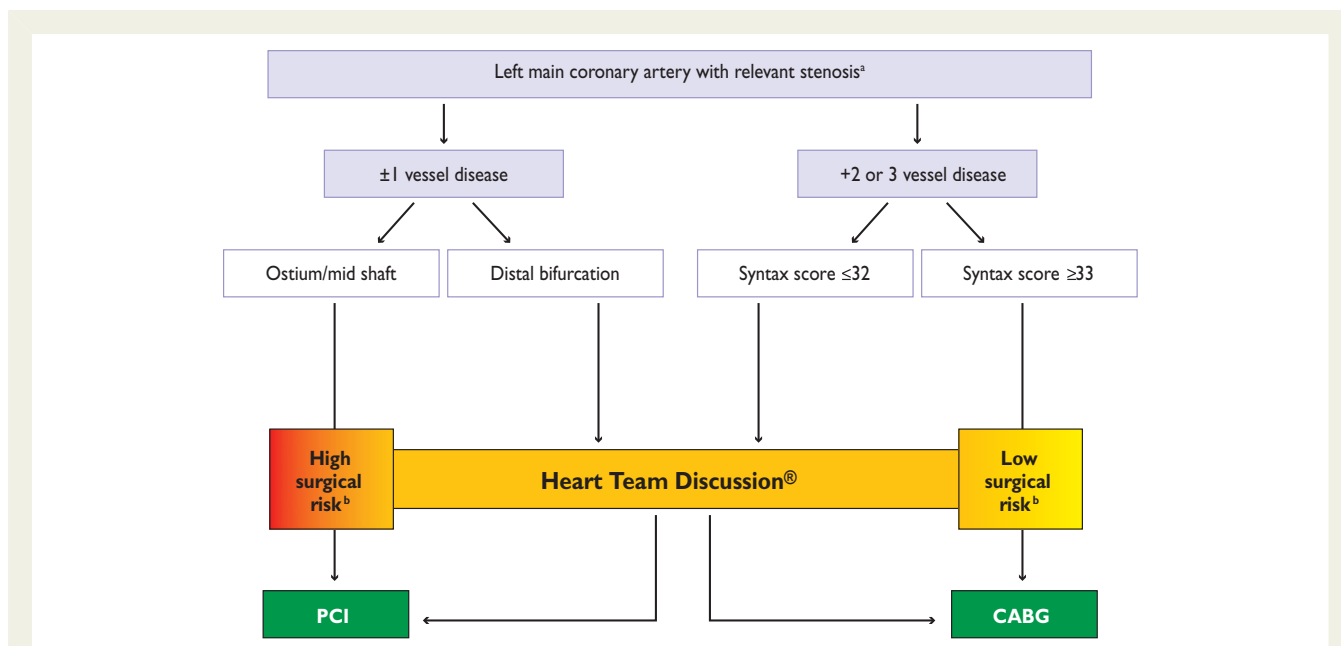 Left main coronary artery with relevant stenosisᵃ
±1 vessel disease
+2 or 3 vessel disease
Ostium/mid shaft
Distal bifurcation
Syntax score ≤32
Syntax score ≥33
High
surgical
riskᵇ
Heart Team Discussion®
Low
surgical
riskᵇ
PCI
CABG